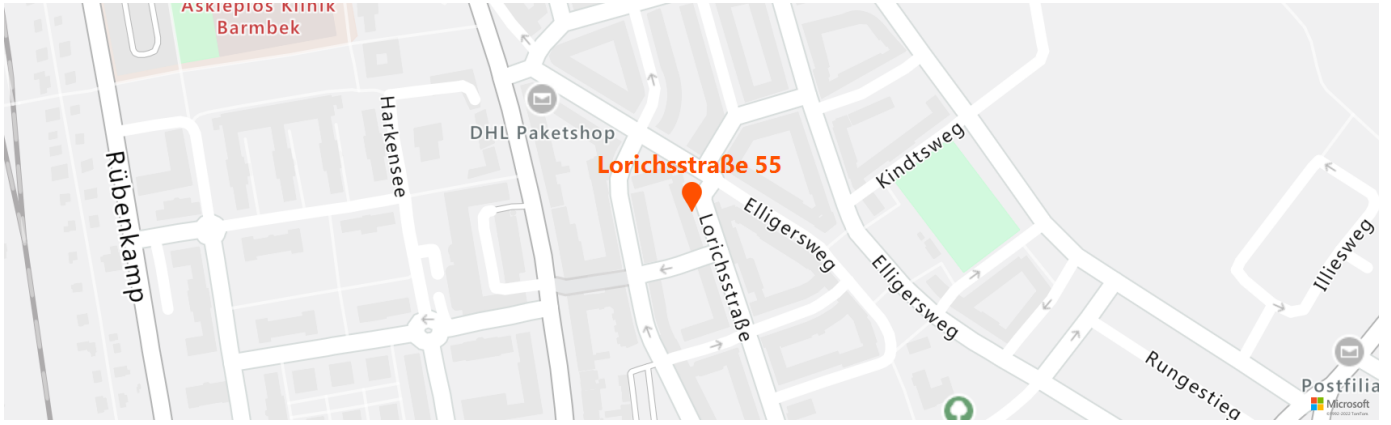 Asklepios Klinik
Barmbek
DHL Paketshop
Harkensee
Rübenkamp
Lorichsstraße 55
Kindtsweg
Elligersweg
Lorichsstraße
Elligersweg
Illiesweg
Rungestieg
Postfilia
Microsoft